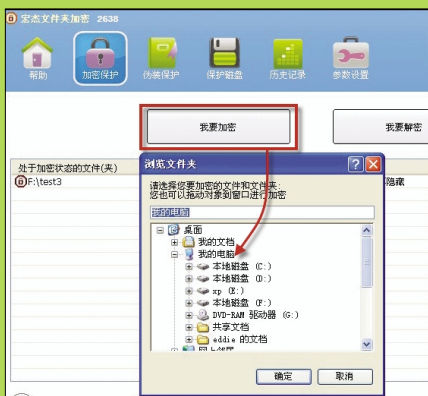 宏杰文件夹加密 2638
帮助
加密保护
伪装保护
保护磁盘
历史记录
参数设置
我要加密
我要解密
处于加密状态的文件(夹)
F:\test3
隐藏
浏览文件夹
请选择您要加密的文件和文件夹:
您也可以拖动对象到窗口进行加密
我的电脑
桌面
我的文档
我的电脑
本地磁盘 (C:)
本地磁盘 (D:)
xp (E:)
本地磁盘 (F:)
DVD-RAM 驱动器 (G:)
共享文档
eddie 的文档
确定
取消